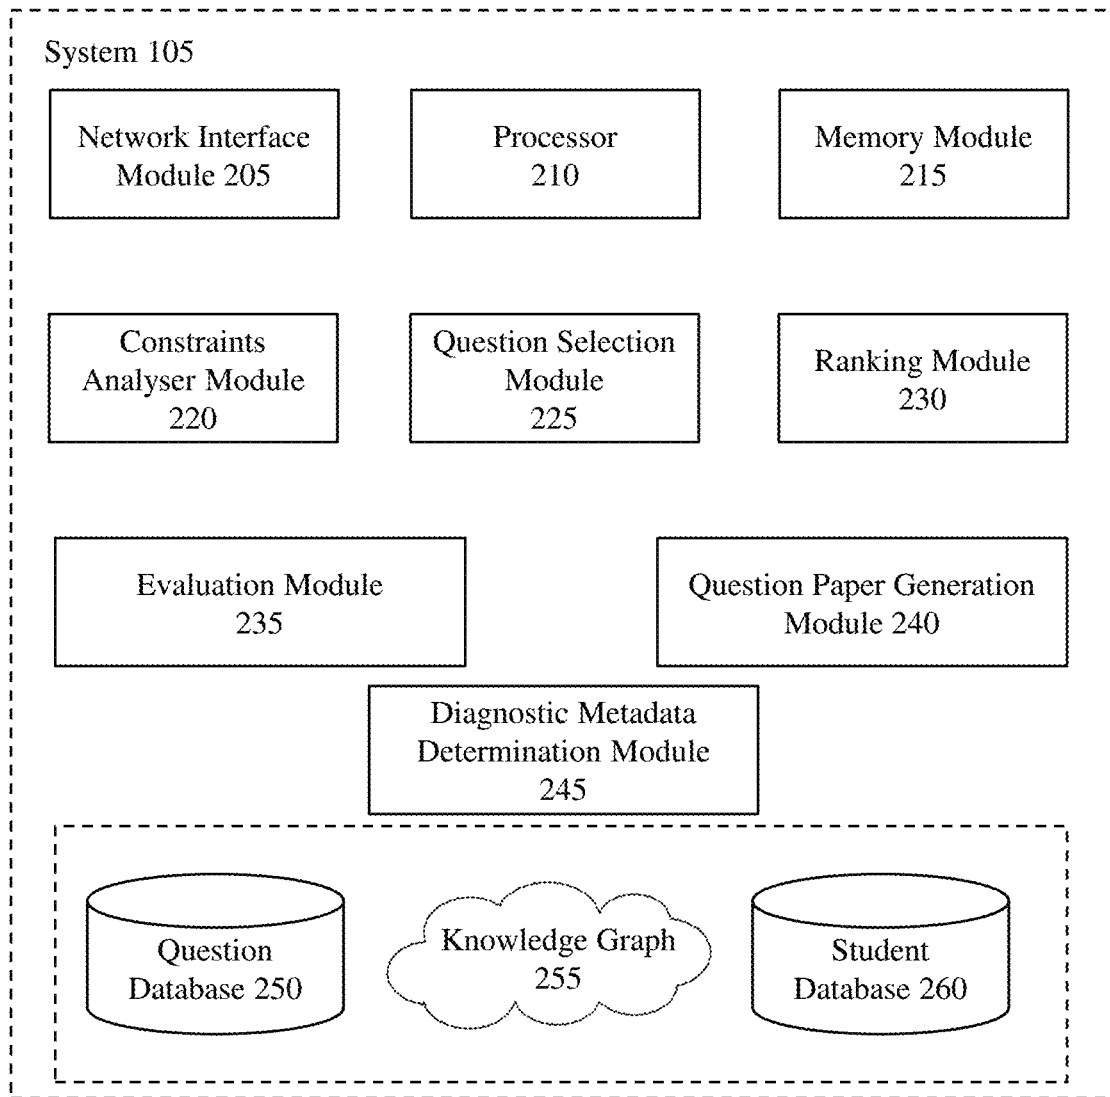 System 105
Network Interface
Module 205
Processor
210
Memory Module
215
Constraints
Analyser Module
220
Question Selection
Module
225
Ranking Module
230
Evaluation Module
235
Question Paper Generation
Module 240
Diagnostic Metadata
Determination Module
245
Question
Database 250
Knowledge Graph
255
Student
Database 260